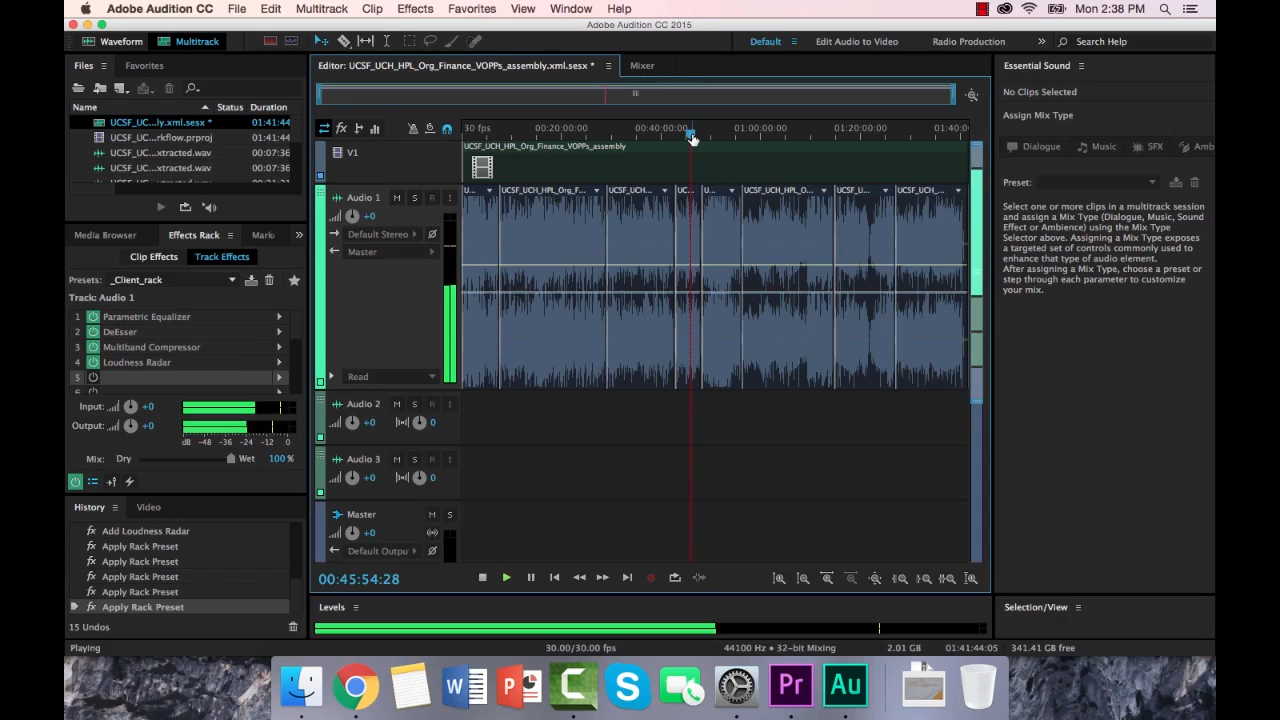 Adobe Audition CC File Edit Multitrack Clip Effects Favorites View Window Help Mon 2:38 PM
Adobe Audition CC 2015
Waveform Multitrack Default Edit Audio to Video Radio Production Search Help
Files Favorites
Name Status Duration
UCSF_UC...ly.xml.sesx * 01:41:44
UCSF_UC...rkflow.prproj 01:41:44
UCSF_UC...xtracted.wav 00:07:36
UCSF_UC...xtracted.wav 00:07:36
Media Browser Effects Rack Mark
Clip Effects Track Effects
Presets: _Client_rack
Track: Audio 1
1 Parametric Equalizer
2 DeEsser
3 Multiband Compressor
4 Loudness Radar
5
Input: +0
Output: +0
dB -48 -36 -24 -12 0
Mix: Dry Wet 100 %
History Video
Add Loudness Radar
Apply Rack Preset
Apply Rack Preset
Apply Rack Preset
Apply Rack Preset
Apply Rack Preset
15 Undos
Playing
Editor: UCSF_UCH_HPL_Org_Finance_VOPPs_assembly.xml.sesx * Mixer
fx 30 fps 00:20:00:00 00:40:00:00 01:00:00:00 01:20:00:00 01:40:0
V1 UCSF_UCH_HPL_Org_Finance_VOPPs_assembly
Audio 1 M S R I U... UCSF_UCH_HPL_Org_F... UCSF_UCH... UC... U... UCSF_UCH_HPL_O... UCSF_U... UCSF_UCH_...
+0
Default Stereo
Master
Read
Audio 2 M S R I
+0 0
Audio 3 M S R I
+0 0
Master M S
+0
Default Outpu
00:45:54:28
Levels
30.00/30.00 fps 44100 Hz • 32-bit Mixing 2.01 GB 01:41:44:05 341.41 GB free
Essential Sound
No Clips Selected
Assign Mix Type
Dialogue Music SFX Amb
Preset:
Select one or more clips in a multitrack session
and assign a Mix Type (Dialogue, Music, Sound
Effect or Ambience) using the Mix Type
Selector above. Assigning a Mix Type exposes
a targeted set of controls commonly used to
enhance that type of audio element.
After assigning a Mix Type, choose a preset or
step through each parameter to customize
your mix.
Selection/View
W P C S Pr Au